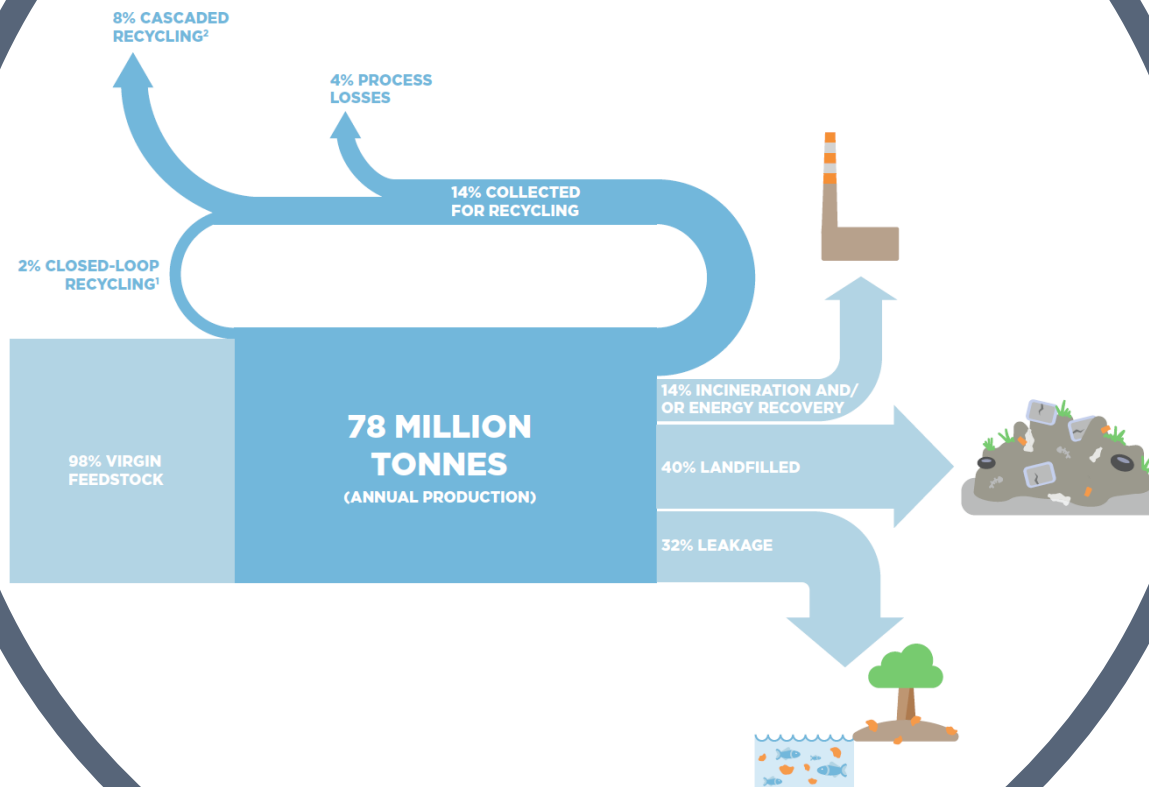 8% CASCADED
RECYCLING²
4% PROCESS
LOSSES
14% COLLECTED
FOR RECYCLING
2% CLOSED-LOOP
RECYCLING¹
98% VIRGIN
FEEDSTOCK
78 MILLION
TONNES
(ANNUAL PRODUCTION)
14% INCINERATION AND/
OR ENERGY RECOVERY
40% LANDFILLED
32% LEAKAGE